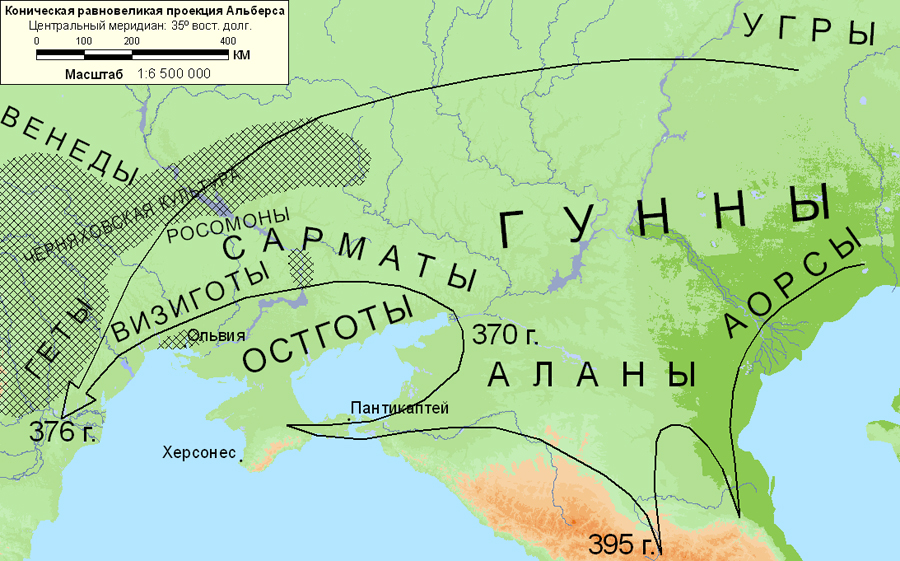 Коническая равновеликая проекция Альберса
Центральный меридиан: 35º вост. долг.
0 100 200 400
КМ
Масштаб 1:6 500 000
УГРЫ
ВЕНЕДЫ
ЧЕРНЯХОВСКАЯ КУЛЬТУРА
РОСОМОНЫ
ГУННЫ
САРМАТЫ
АОРСЫ
ВИЗИГОТЫ
ГЕТЫ
Ольвия
ОСТГОТЫ
370 г.
АЛАНЫ
Пантикаптей
376 г.
Херсонес
395 г.